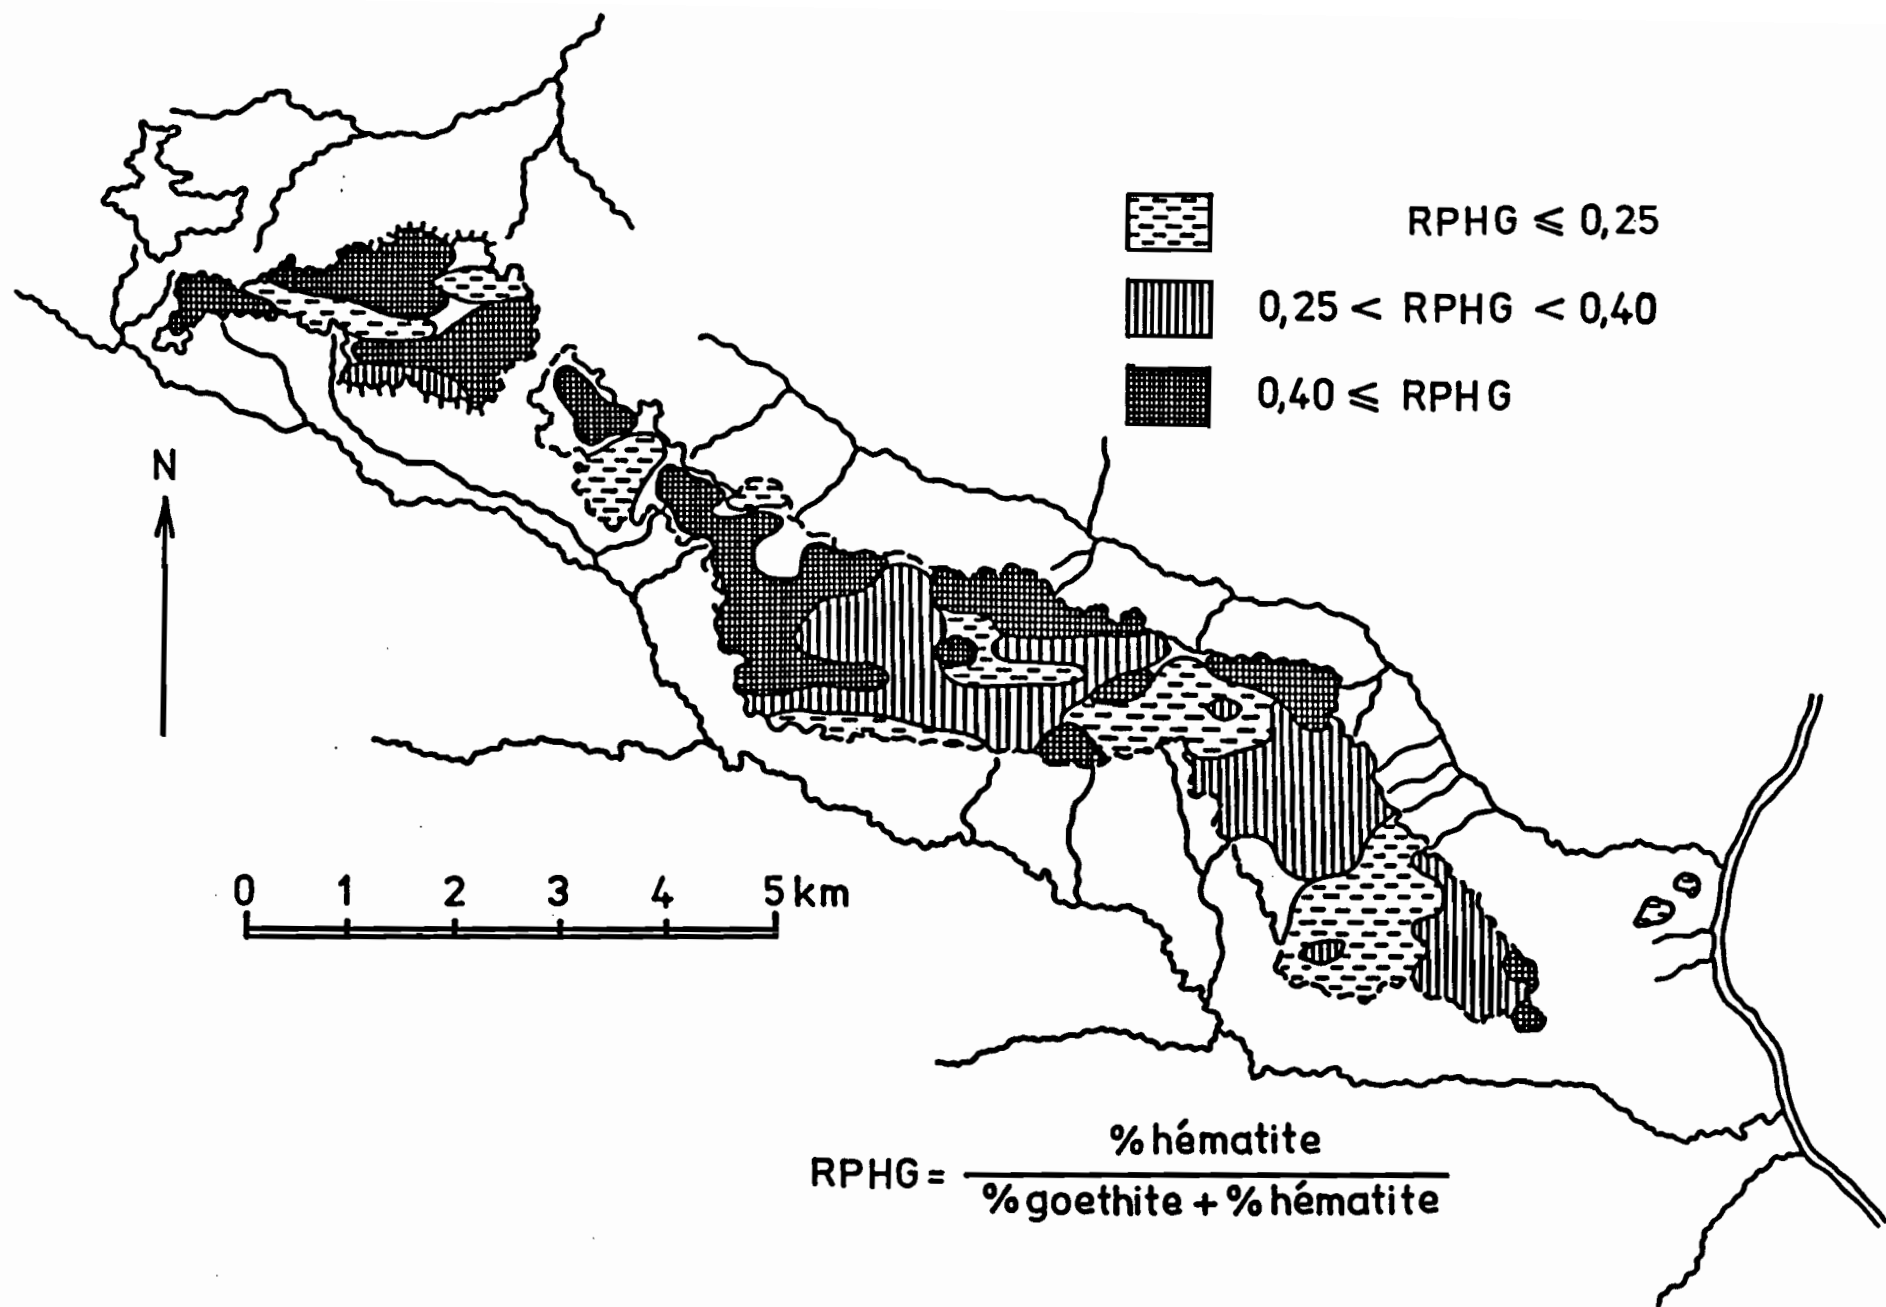 RPHG ⩽ 0,25
0,25 < RPHG < 0,40
0,40 ⩽ RPHG
N
0 1 2 3 4 5 km
% hématite
RPHG =
% goethite + % hématite